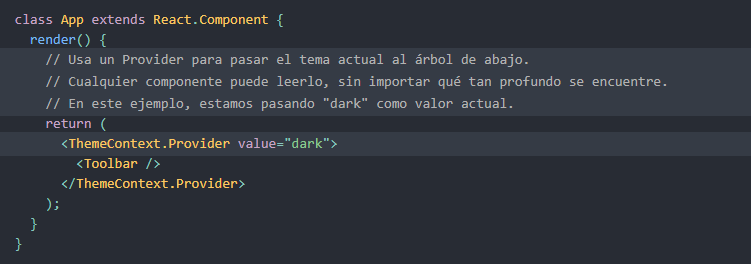 class App extends React.Component {
  render() {
    // Usa un Provider para pasar el tema actual al árbol de abajo.
    // Cualquier componente puede leerlo, sin importar qué tan profundo se encuentre.
    // En este ejemplo, estamos pasando "dark" como valor actual.
    return (
      <ThemeContext.Provider value="dark">
        <Toolbar />
      </ThemeContext.Provider>
    );
  }
}